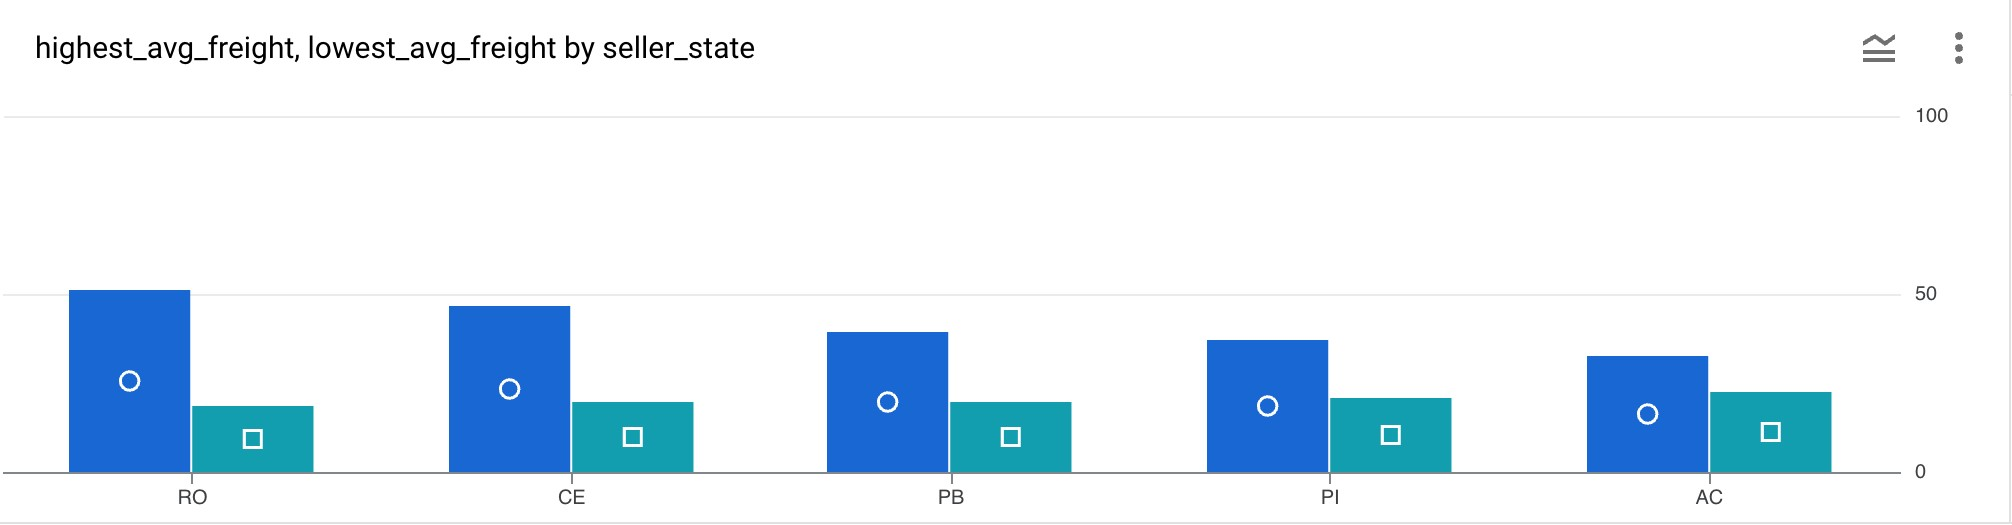 highest_avg_freight, lowest_avg_freight by seller_state
100
50
0
RO CE PB PI AC